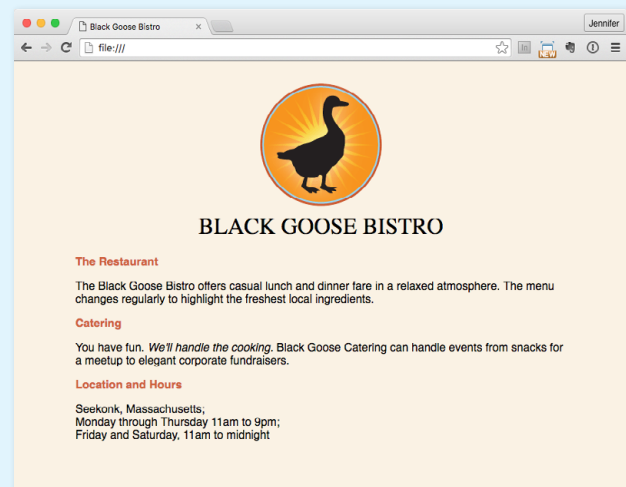 Black Goose Bistro
Jennifer
file:///
NEW
BLACK GOOSE BISTRO
The Restaurant
The Black Goose Bistro offers casual lunch and dinner fare in a relaxed atmosphere. The menu
changes regularly to highlight the freshest local ingredients.
Catering
You have fun. We'll handle the cooking. Black Goose Catering can handle events from snacks for
a meetup to elegant corporate fundraisers.
Location and Hours
Seekonk, Massachusetts;
Monday through Thursday 11am to 9pm;
Friday and Saturday, 11am to midnight